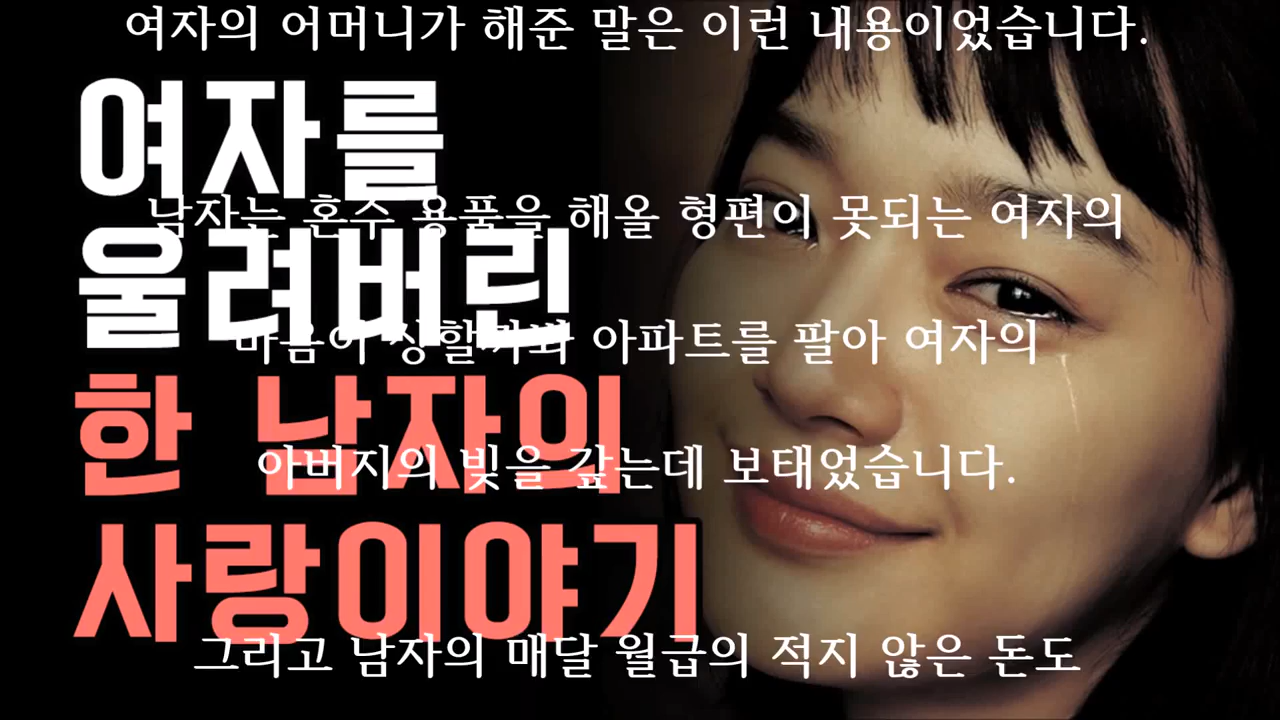 여자의 어머니가 해준 말은 이런 내용이었습니다.
여자를
남자는 혼수 용품을 해올 형편이 못되는 여자의
울려버린
마음이 상할까봐 아파트를 팔아 여자의
한 남자의
아버지의 빚을 갚는데 보태었습니다.
사랑이야기
그리고 남자의 매달 월급의 적지 않은 돈도